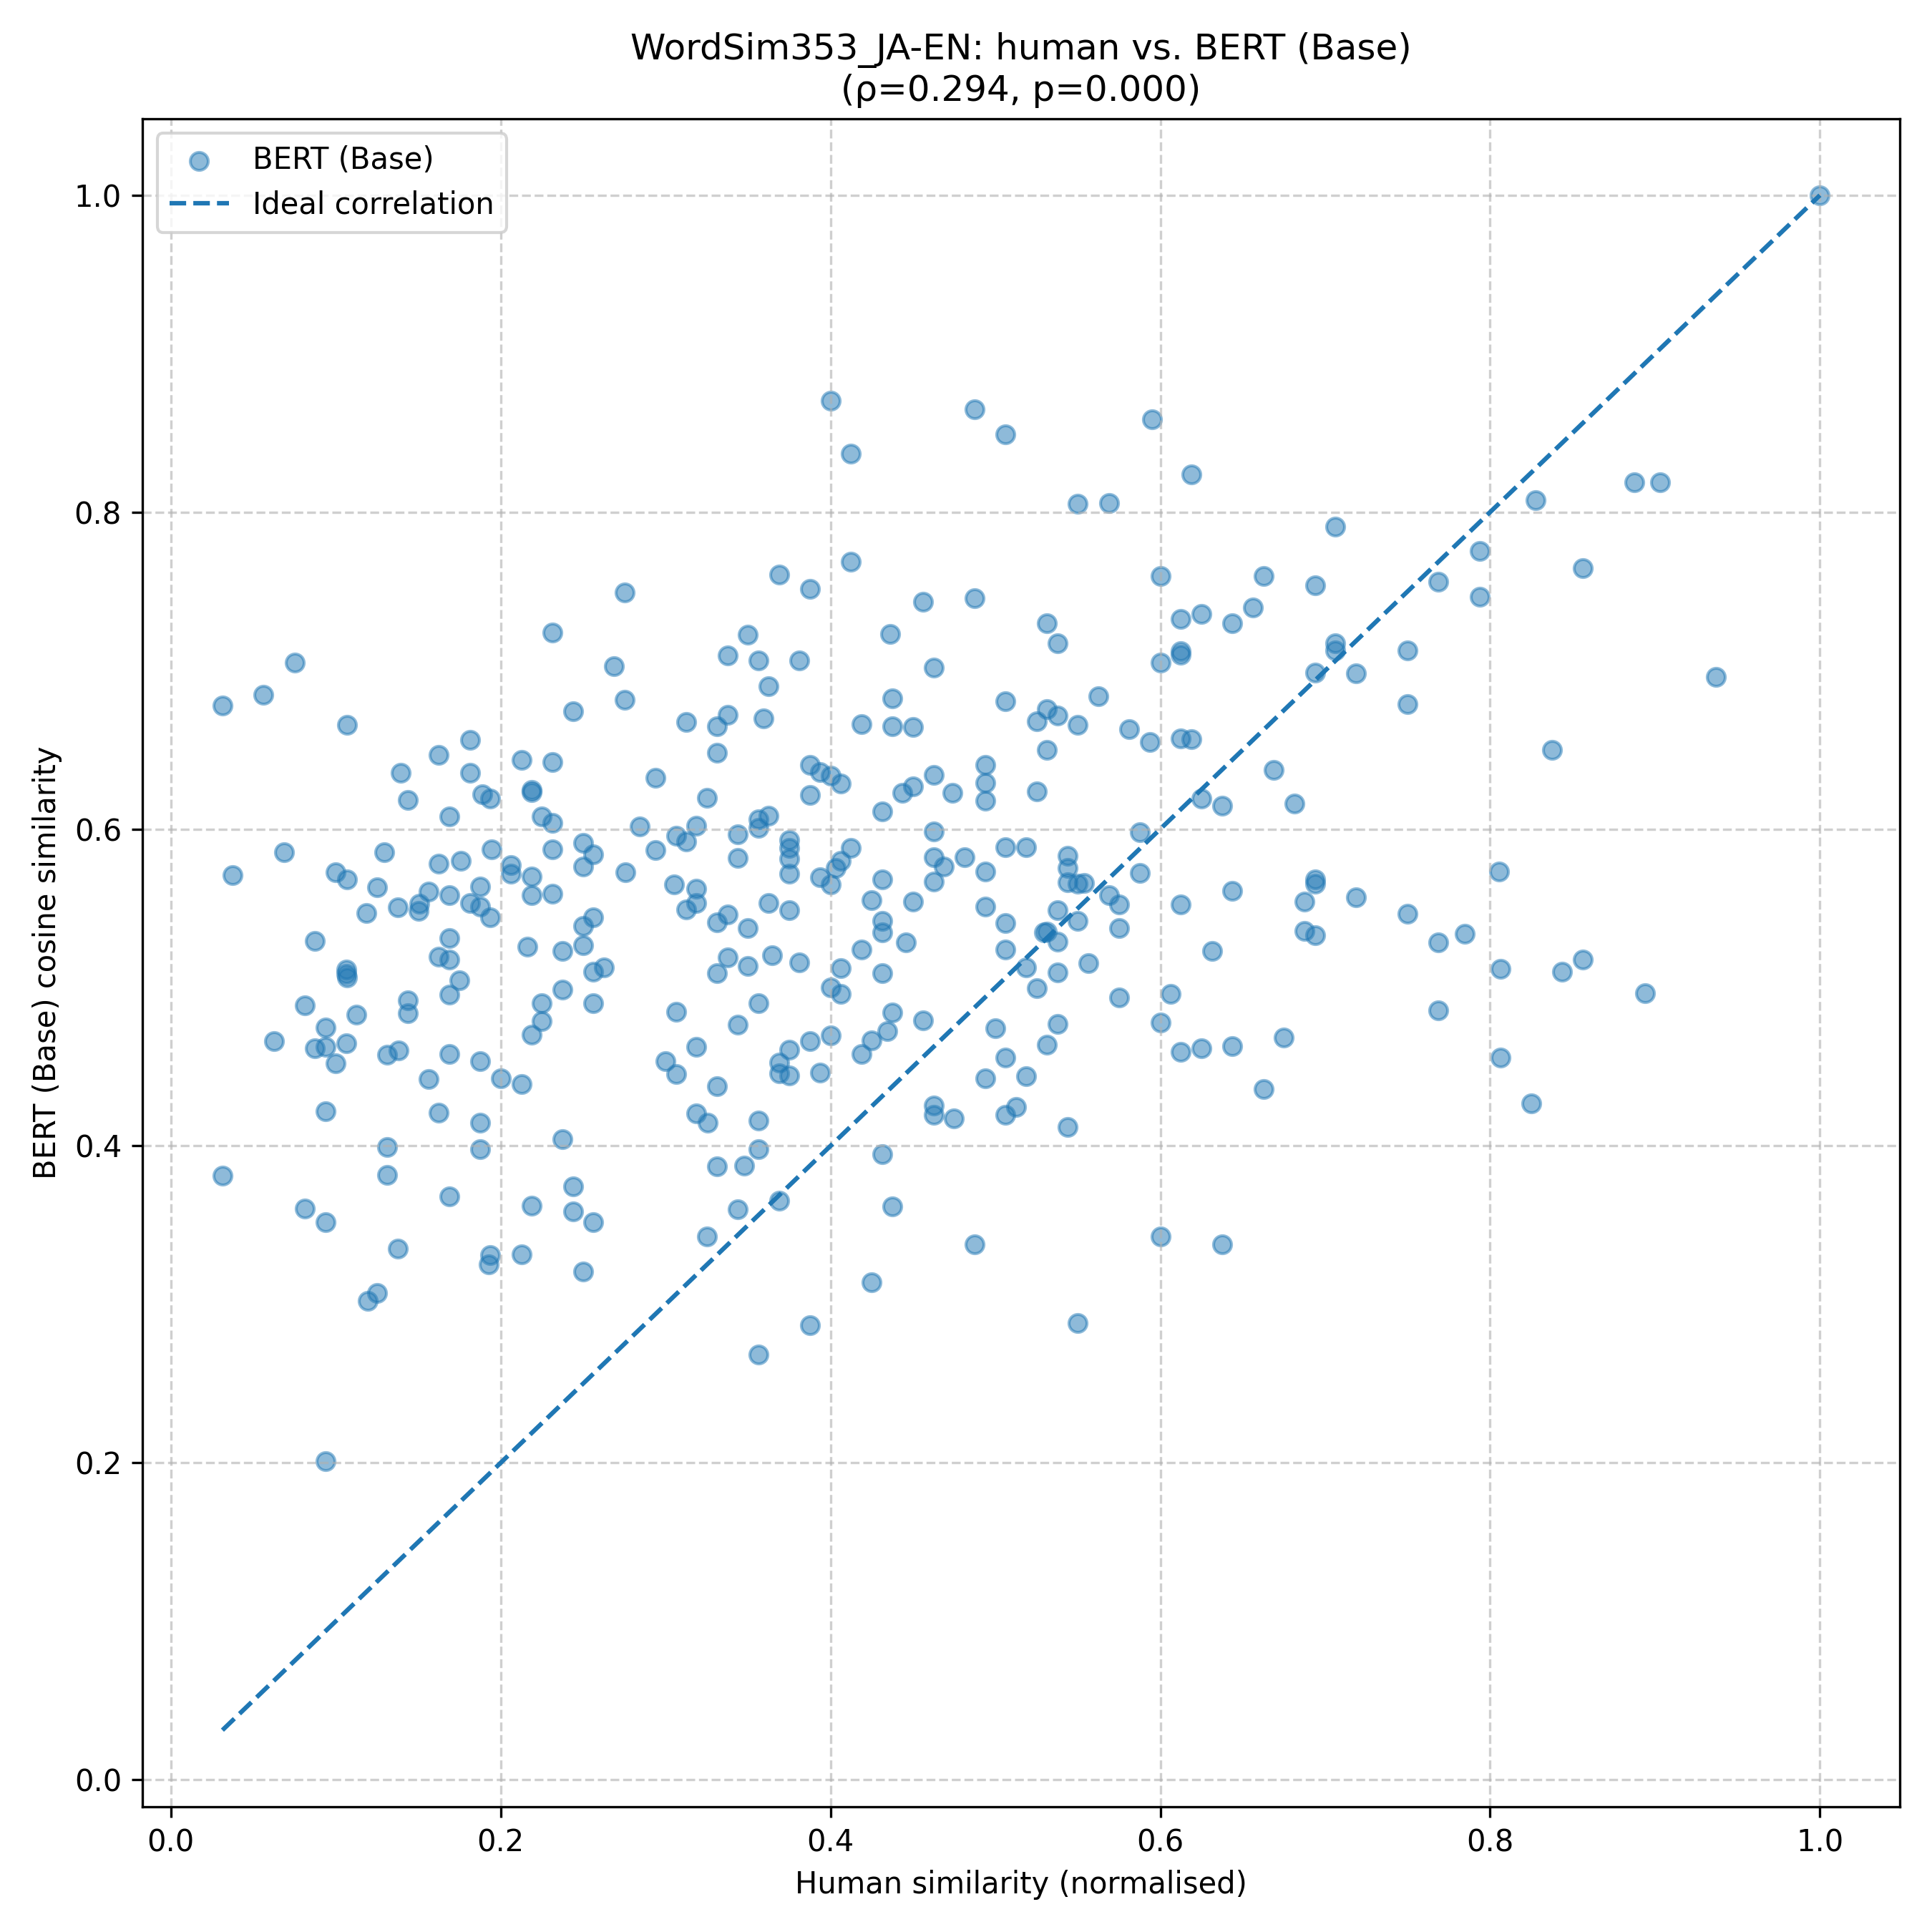 WordSim353_JA-EN: human vs. BERT (Base)
(ρ=0.294, p=0.000)
BERT (Base)
Ideal correlation
1.0
0.8
0.6
0.4
0.2
0.0
BERT (Base) cosine similarity
0.0 0.2 0.4 0.6 0.8 1.0
Human similarity (normalised)